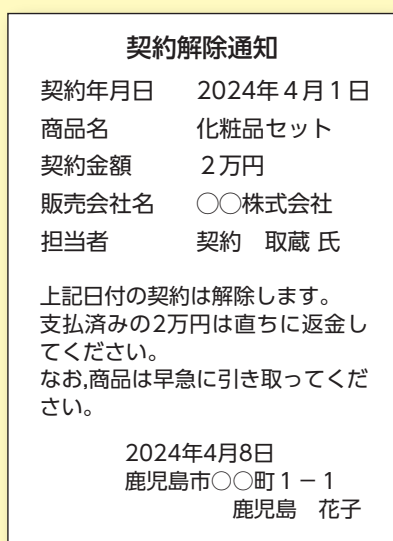 契約解除通知
契約年月日　2024年4月1日
商品名　化粧品セット
契約金額　2万円
販売会社名　○○株式会社
担当者　契約　取蔵 氏
上記日付の契約は解除します。
支払済みの2万円は直ちに返金し
てください。
なお,商品は早急に引き取ってくだ
さい。
2024年4月8日
鹿児島市○○町1－1
鹿児島　花子